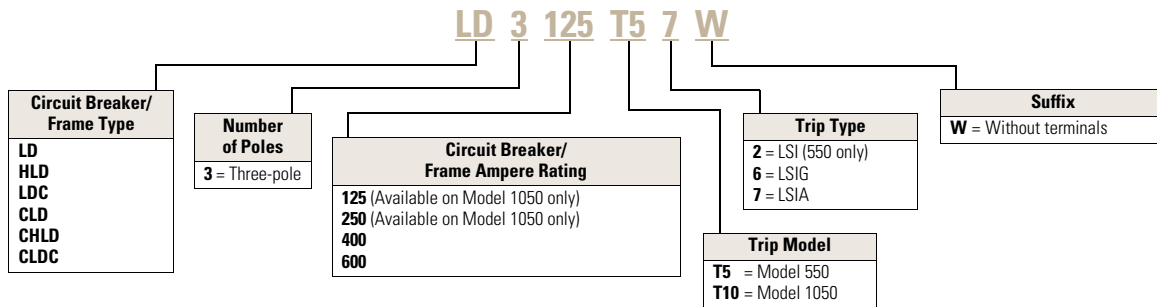 LD 3 125 T5 7 W
Circuit Breaker/
Frame Type
LD
HLD
LDC
CLD
CHLD
CLDC
Number
of Poles
3 = Three-pole
Circuit Breaker/
Frame Ampere Rating
125 (Available on Model 1050 only)
250 (Available on Model 1050 only)
400
600
Trip Model
T5 = Model 550
T10 = Model 1050
Trip Type
2 = LSI (550 only)
6 = LSIG
7 = LSIA
Suffix
W = Without terminals